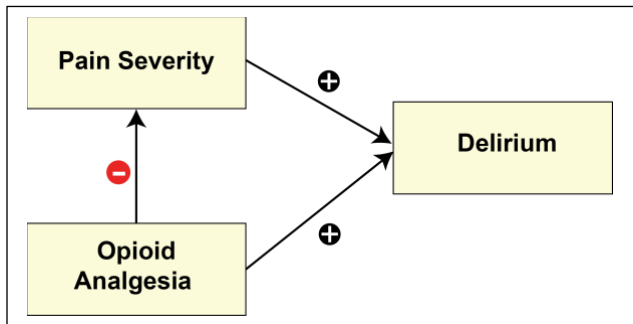 Pain Severity
+
Delirium
−
+
Opioid
Analgesia